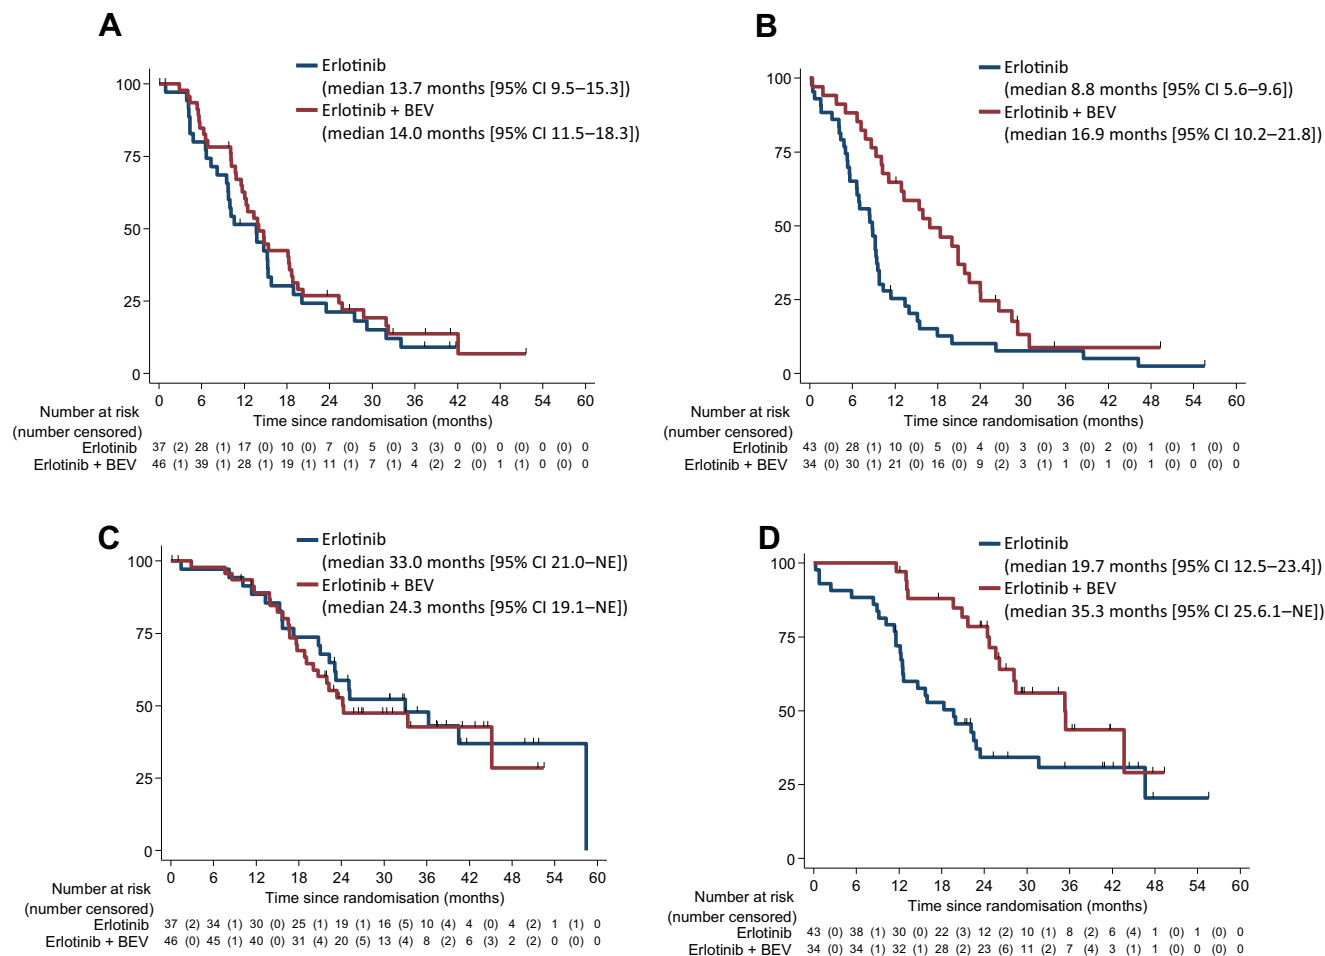 A
Erlotinib
(median 13.7 months [95% CI 9.5–15.3])
Erlotinib + BEV
(median 14.0 months [95% CI 11.5–18.3])
100
75
50
25
0
0 6 12 18 24 30 36 42 48 54 60
Time since randomisation (months)
Number at risk
(number censored)
Erlotinib 37 (2) 28 (1) 17 (0) 10 (0) 7 (0) 5 (0) 3 (3) 0 (0) 0 (0) 0 (0) 0
Erlotinib + BEV 46 (1) 39 (1) 28 (1) 19 (1) 11 (1) 7 (1) 4 (2) 2 (0) 1 (1) 0 (0) 0
B
Erlotinib
(median 8.8 months [95% CI 5.6–9.6])
Erlotinib + BEV
(median 16.9 months [95% CI 10.2–21.8])
100
75
50
25
0
0 6 12 18 24 30 36 42 48 54 60
Time since randomisation (months)
Number at risk
(number censored)
Erlotinib 43 (0) 28 (1) 10 (0) 5 (0) 4 (0) 3 (0) 3 (0) 2 (0) 1 (0) 1 (0) 0
Erlotinib + BEV 34 (0) 30 (1) 21 (0) 16 (0) 9 (2) 3 (1) 1 (0) 1 (0) 1 (0) 0 (0) 0
C
Erlotinib
(median 33.0 months [95% CI 21.0–NE])
Erlotinib + BEV
(median 24.3 months [95% CI 19.1–NE])
100
75
50
25
0
0 6 12 18 24 30 36 42 48 54 60
Time since randomisation (months)
Number at risk
(number censored)
Erlotinib 37 (2) 34 (1) 30 (0) 25 (1) 19 (1) 16 (5) 10 (4) 4 (0) 4 (2) 1 (1) 0
Erlotinib + BEV 46 (0) 45 (1) 40 (0) 31 (4) 20 (5) 13 (4) 8 (2) 6 (3) 2 (2) 0 (0) 0
D
Erlotinib
(median 19.7 months [95% CI 12.5–23.4])
Erlotinib + BEV
(median 35.3 months [95% CI 25.6.1–NE])
100
75
50
25
0
0 6 12 18 24 30 36 42 48 54 60
Time since randomisation (months)
Number at risk
(number censored)
Erlotinib 43 (0) 38 (1) 30 (0) 22 (3) 12 (2) 10 (1) 8 (2) 6 (4) 1 (0) 1 (0) 0
Erlotinib + BEV 34 (0) 34 (1) 32 (1) 28 (2) 23 (6) 11 (2) 7 (4) 3 (1) 1 (0) 0 (0) 0